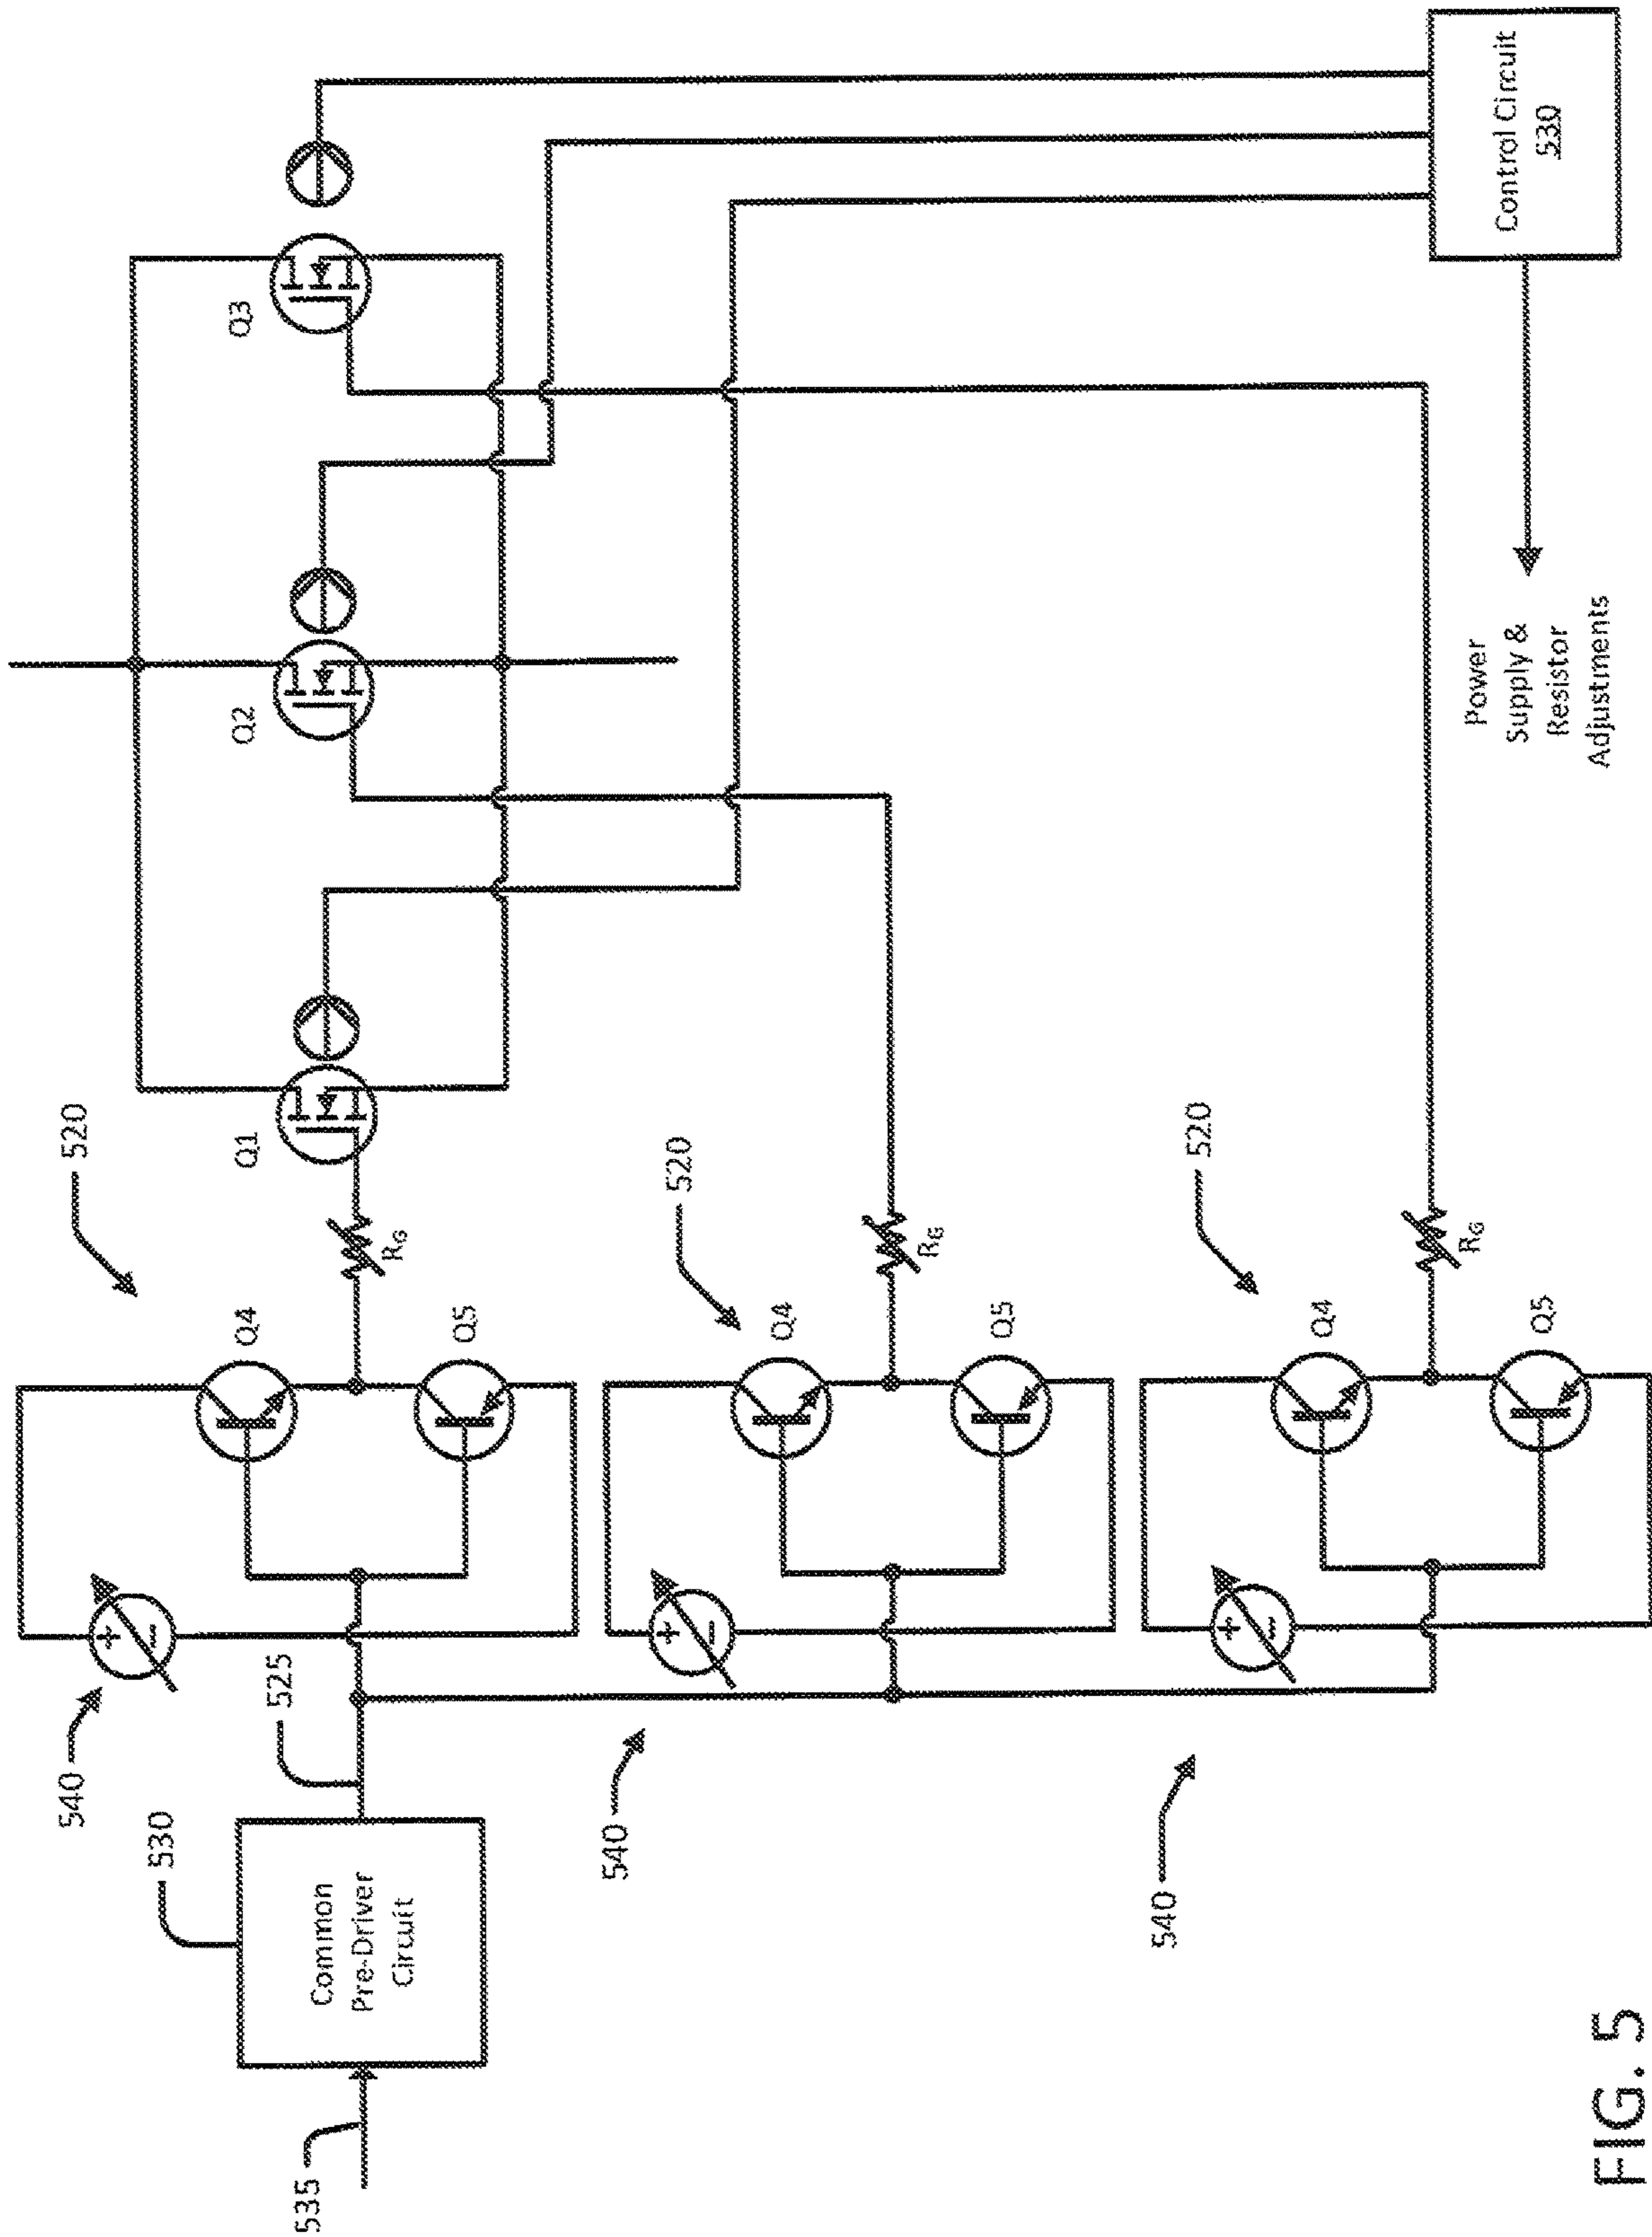 535
530
Common
Pre-Driver
Circuit
525
540
540
540
520
520
520
Q4
Q5
Q4
Q5
Q4
Q5
RG
RG
RG
Q1
Q2
Q3
Power
Supply &
Resistor
Adjustments
Control Circuit
530
FIG. 5